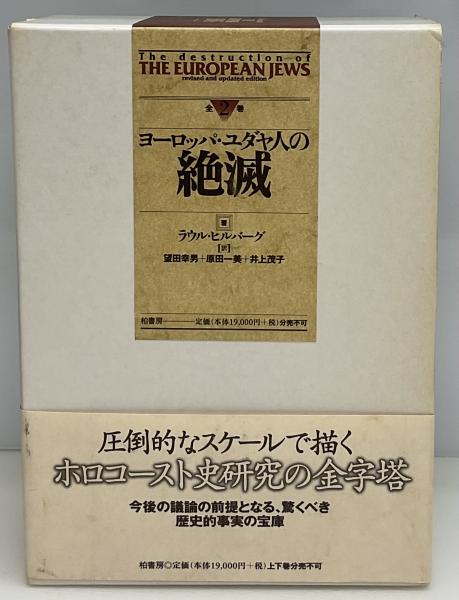 The destruction of
THE EUROPEAN JEWS
revised and updated edition
全2巻
ヨーロッパ・ユダヤ人の
絶滅
著
ラウル・ヒルバーグ
[訳]
望田幸男+原田一美+井上茂子
柏書房————定価(本体19,000円+税)分売不可
圧倒的なスケールで描く
ホロコースト史研究の金字塔
今後の議論の前提となる、驚くべき
歴史的事実の宝庫
柏書房◎定価(本体19,000円+税)上下巻分売不可